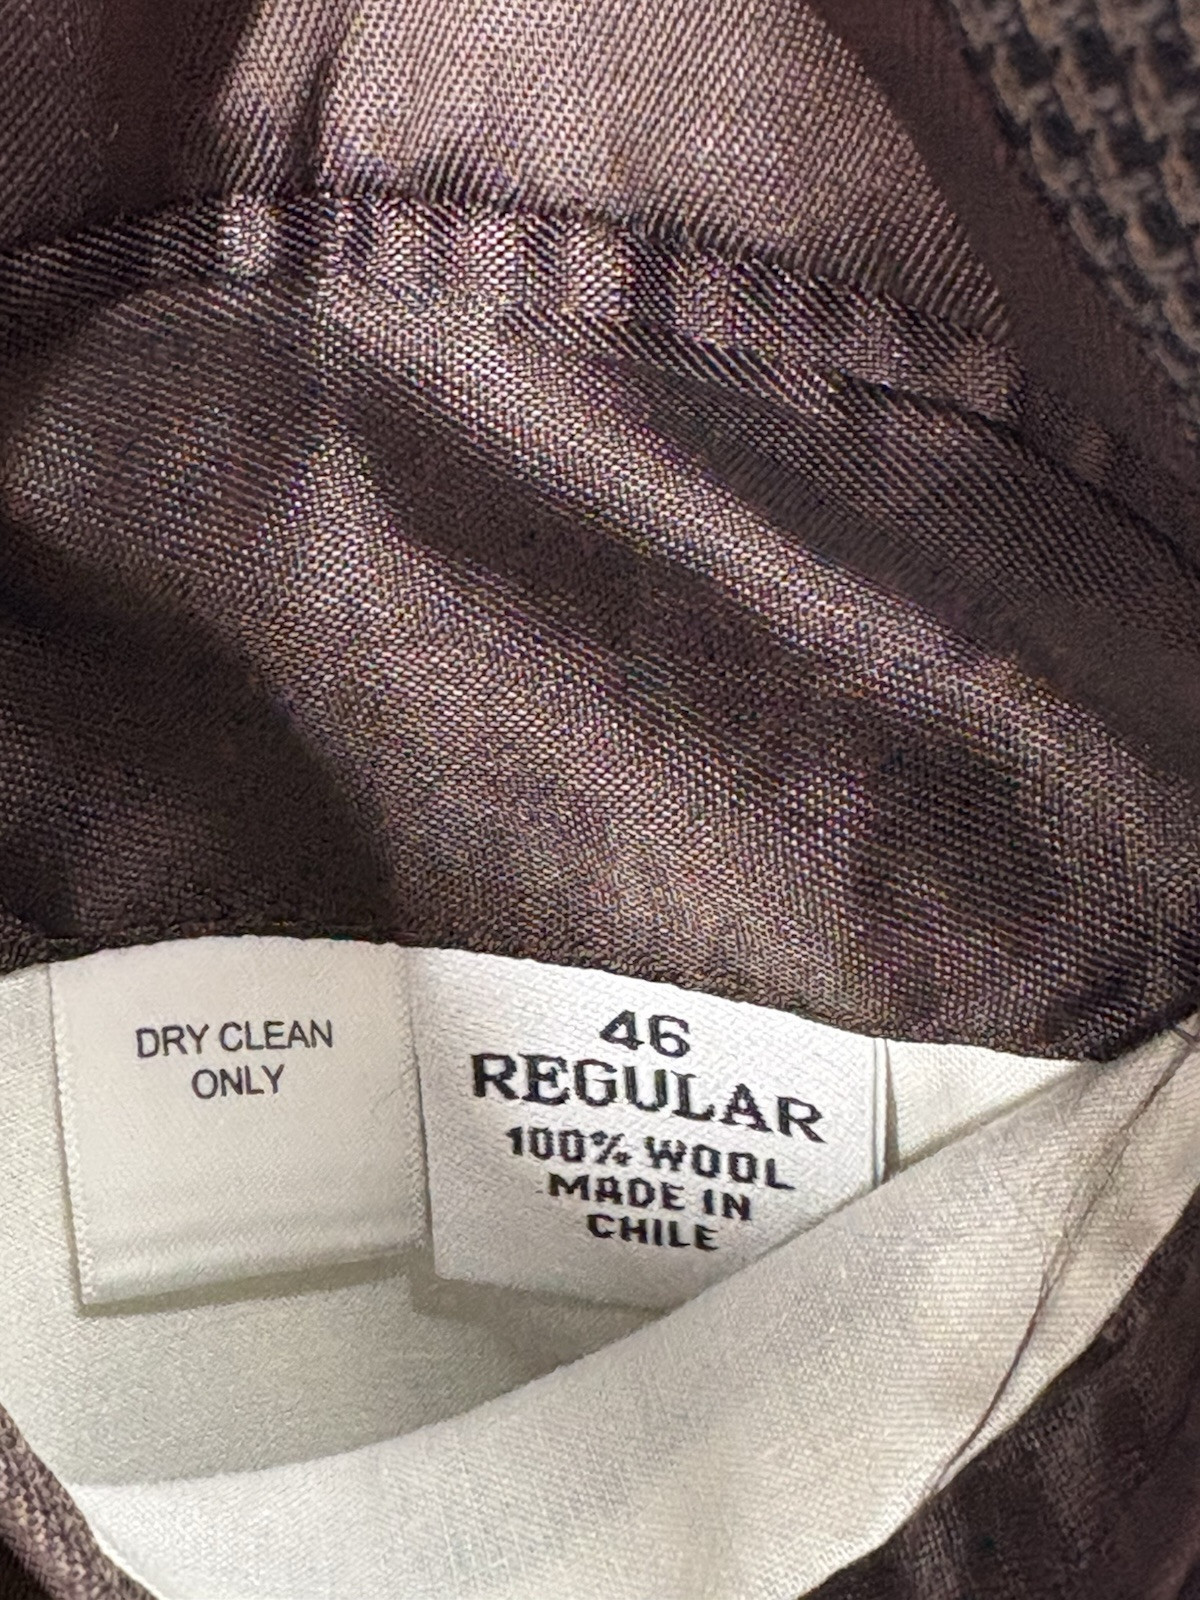 DRY CLEAN
ONLY
46
REGULAR
100% WOOL
MADE IN
CHILE